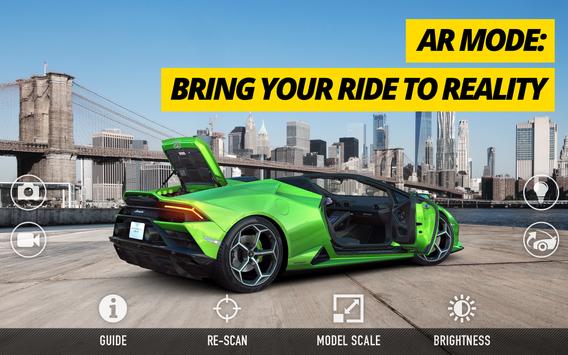 AR MODE:
BRING YOUR RIDE TO REALITY
GUIDE
RE-SCAN
MODEL SCALE
BRIGHTNESS